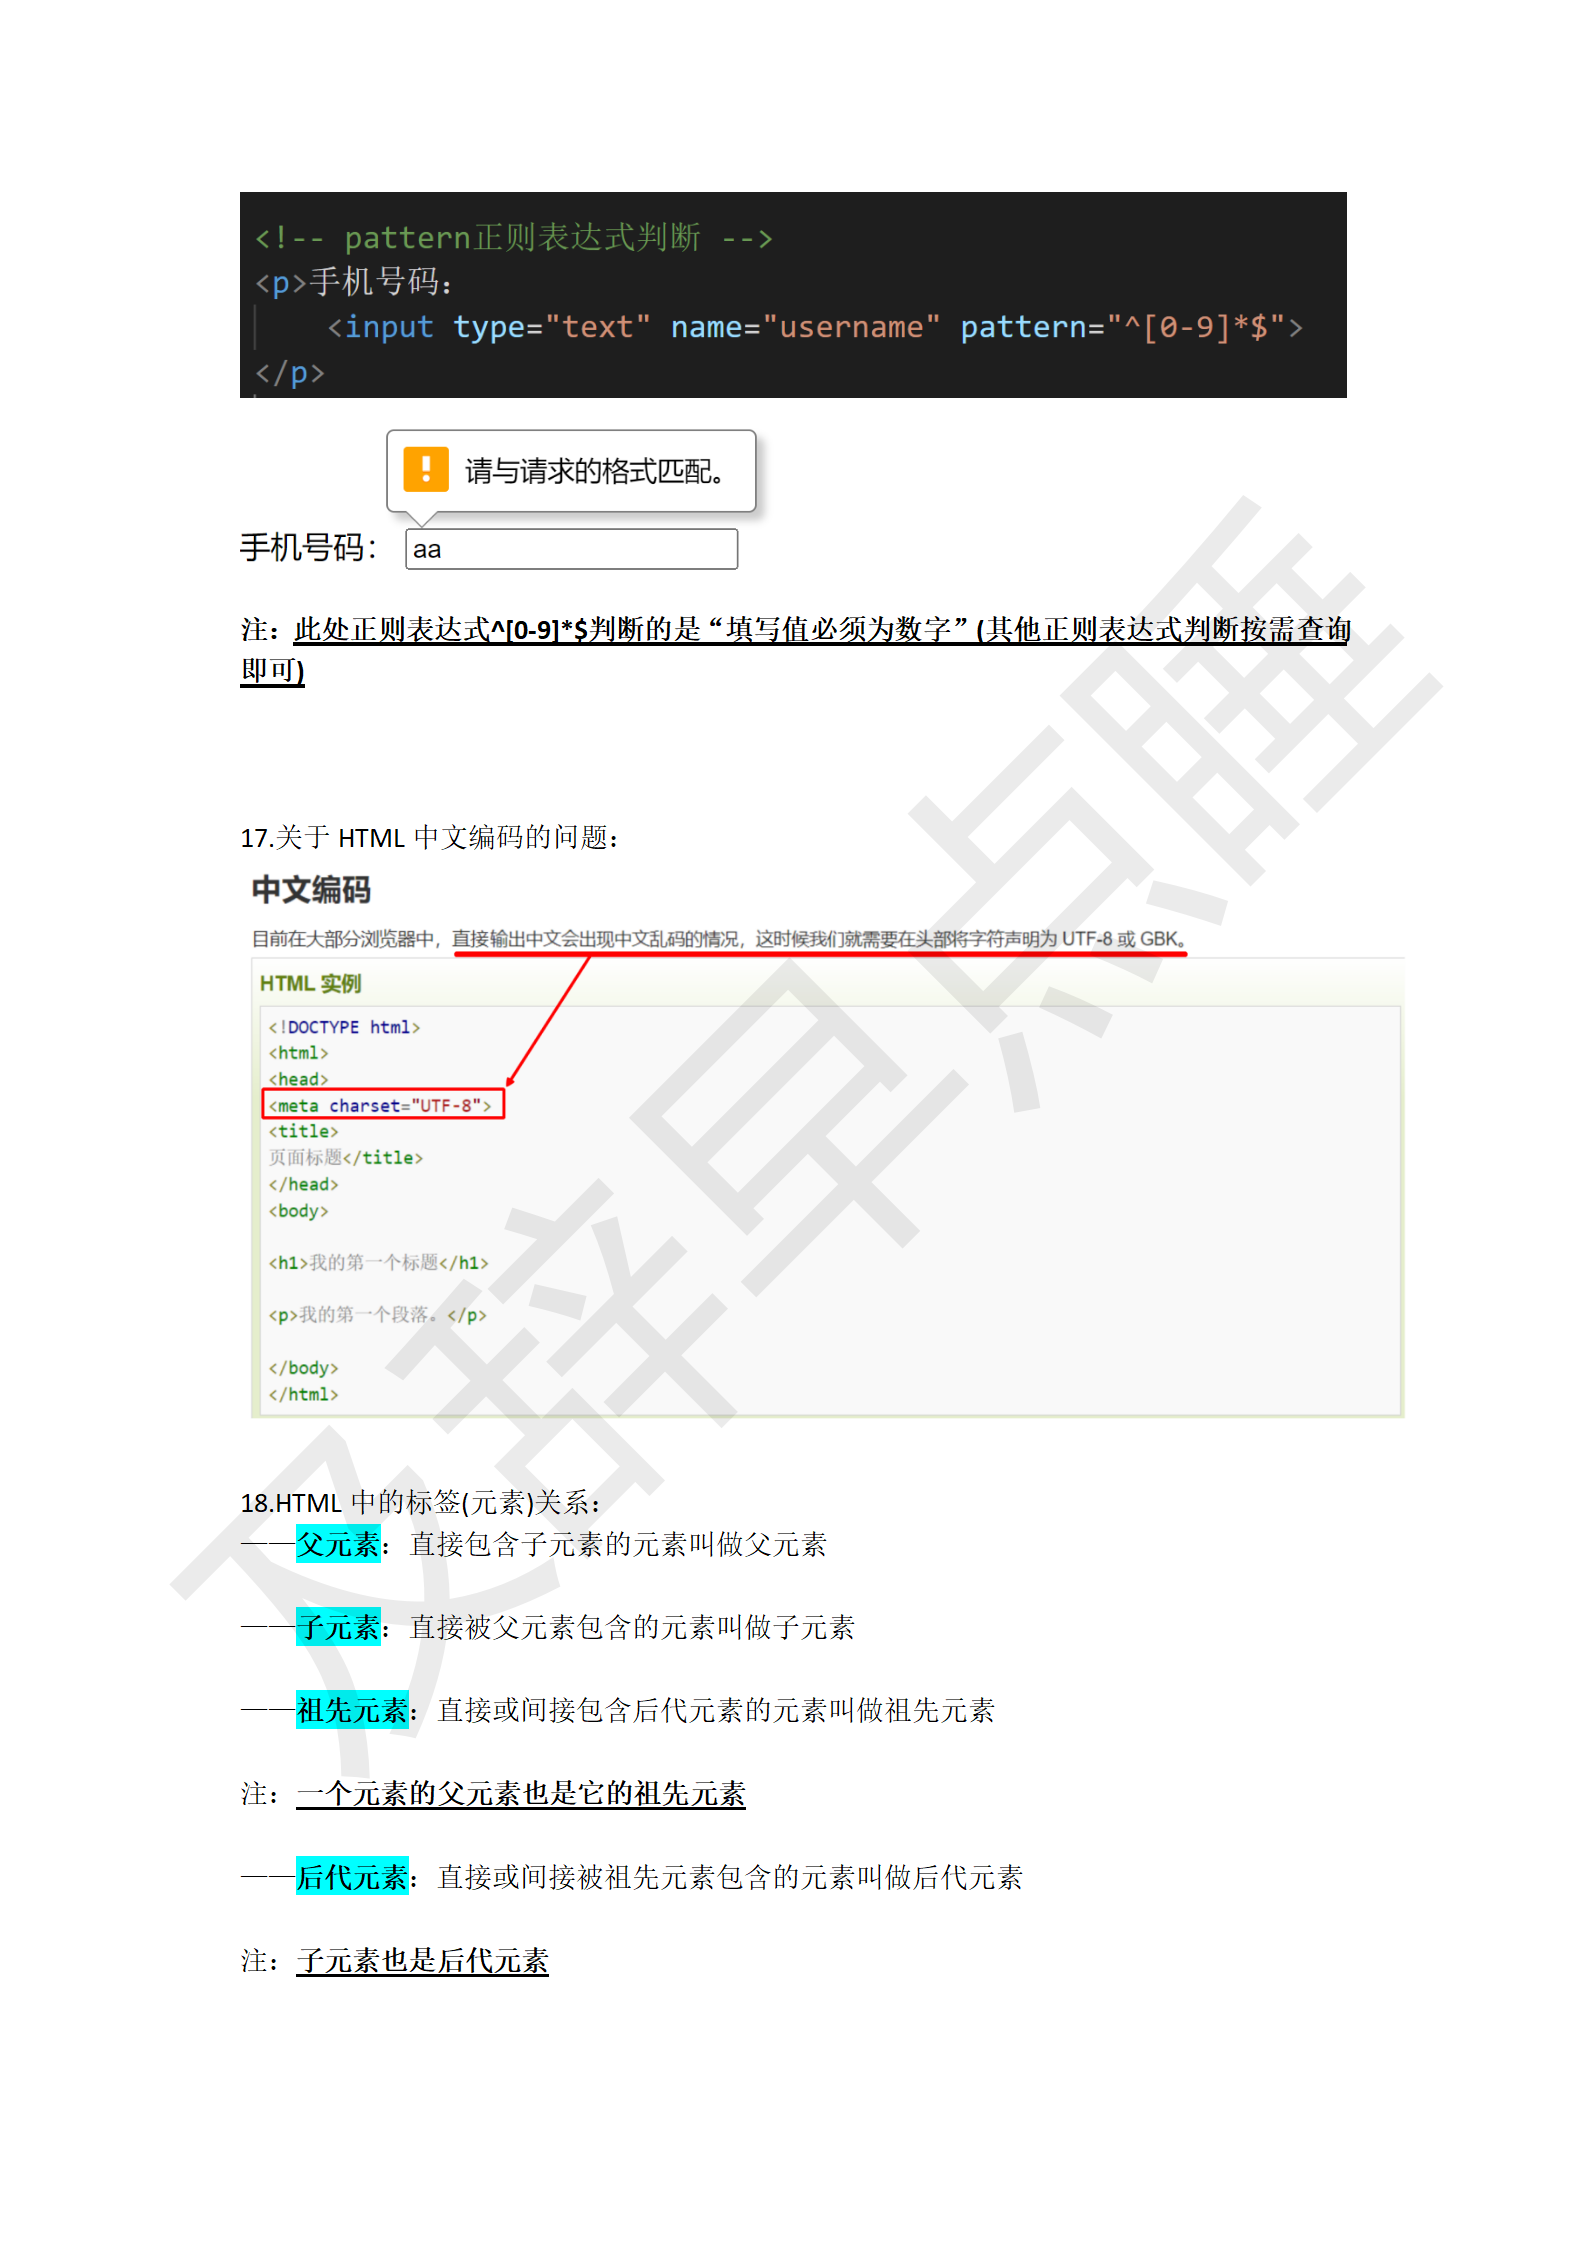 <!-- pattern正则表达式判断 -->
<p>手机号码：
<input type="text" name="username" pattern="^[0-9]*$">
</p>
请与请求的格式匹配。
手机号码： aa
注：此处正则表达式^[0-9]*$判断的是“填写值必须为数字”(其他正则表达式判断按需查询
即可)
17.关于 HTML 中文编码的问题：
中文编码
目前在大部分浏览器中，直接输出中文会出现中文乱码的情况，这时候我们就需要在头部将字符声明为 UTF-8 或 GBK。
HTML 实例
<!DOCTYPE html>
<html>
<head>
<meta charset="UTF-8">
<title>
页面标题</title>
</head>
<body>
<h1>我的第一个标题</h1>
<p>我的第一个段落。</p>
</body>
</html>
18.HTML 中的标签(元素)关系：
——父元素：直接包含子元素的元素叫做父元素
——子元素：直接被父元素包含的元素叫做子元素
——祖先元素：直接或间接包含后代元素的元素叫做祖先元素
注：一个元素的父元素也是它的祖先元素
——后代元素：直接或间接被祖先元素包含的元素叫做后代元素
注：子元素也是后代元素
及辞早点睡